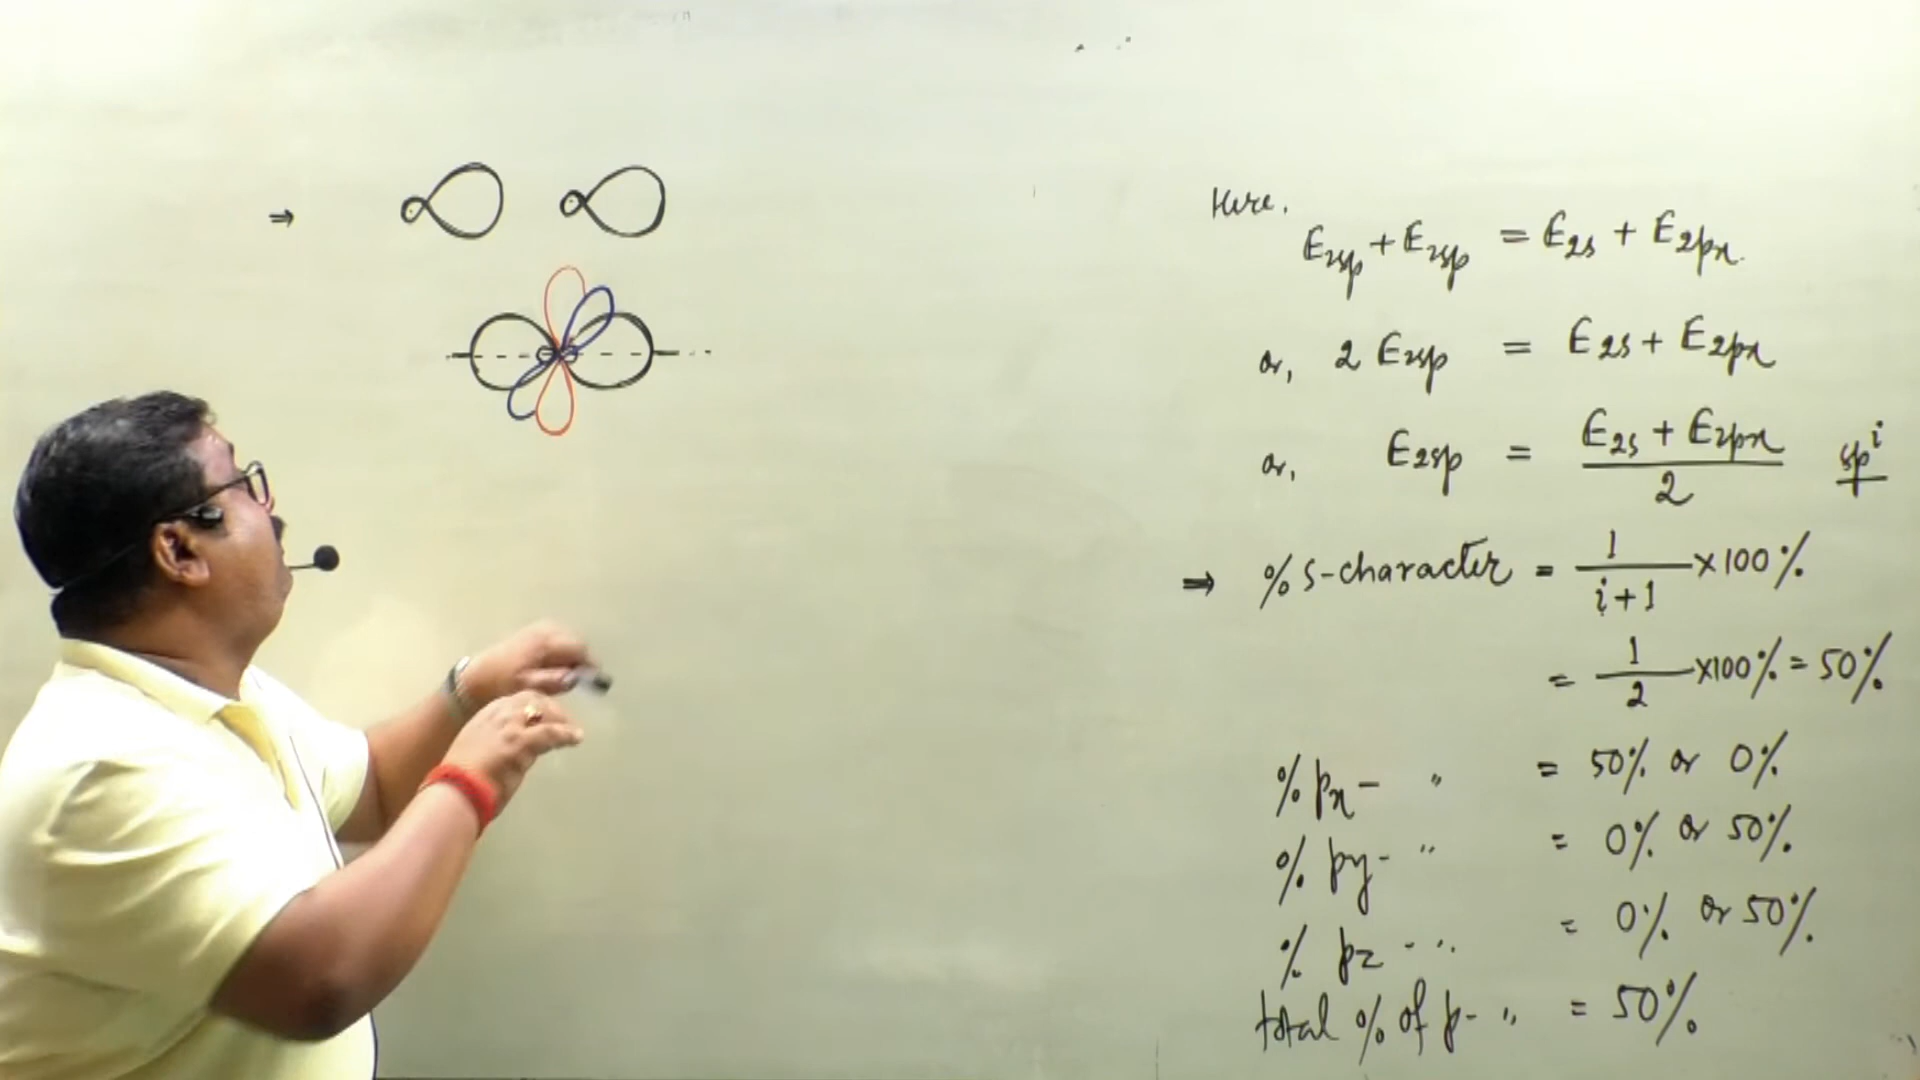 ⇒
Here,
E₂sp + E₂sp = E₂s + E₂px
or, 2 E₂sp = E₂s + E₂px
or, E₂sp = (E₂s + E₂px)/2 spⁱ
⇒ % s-character = 1/(i+1) × 100%
= 1/2 × 100% = 50%
% px- " = 50% or 0%
% py- " = 0% or 50%
% pz - " = 0% or 50%
total % of p- " = 50%